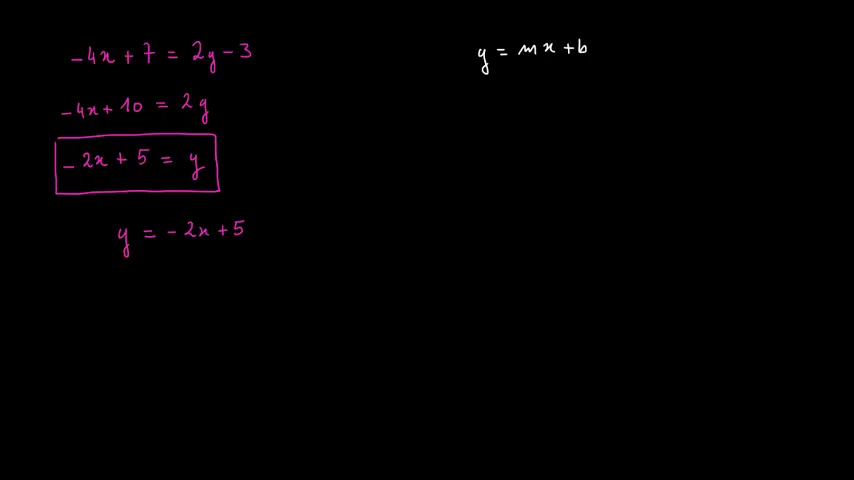 -4x + 7 = 2y - 3
y = mx + b
-4x + 10 = 2y
-2x + 5 = y
y = -2x + 5